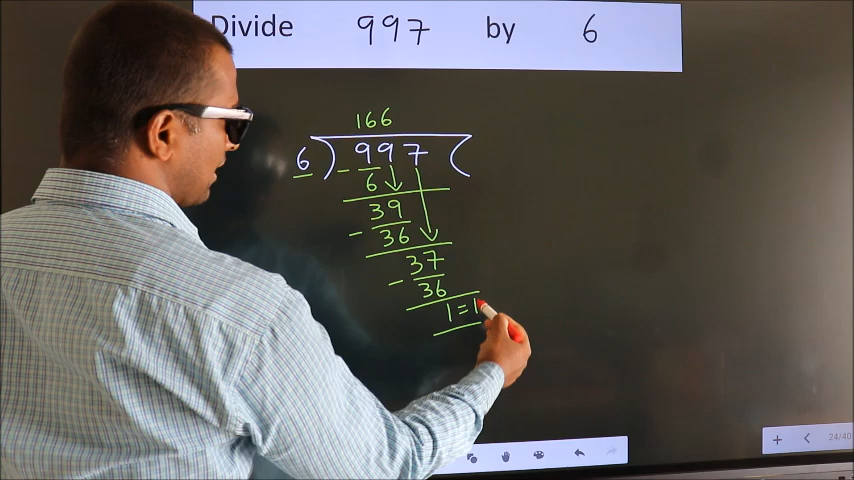 Divide 997 by 6
166
6 ) 997 (
- 6
39
- 36
37
- 36
1 = 1
24/40